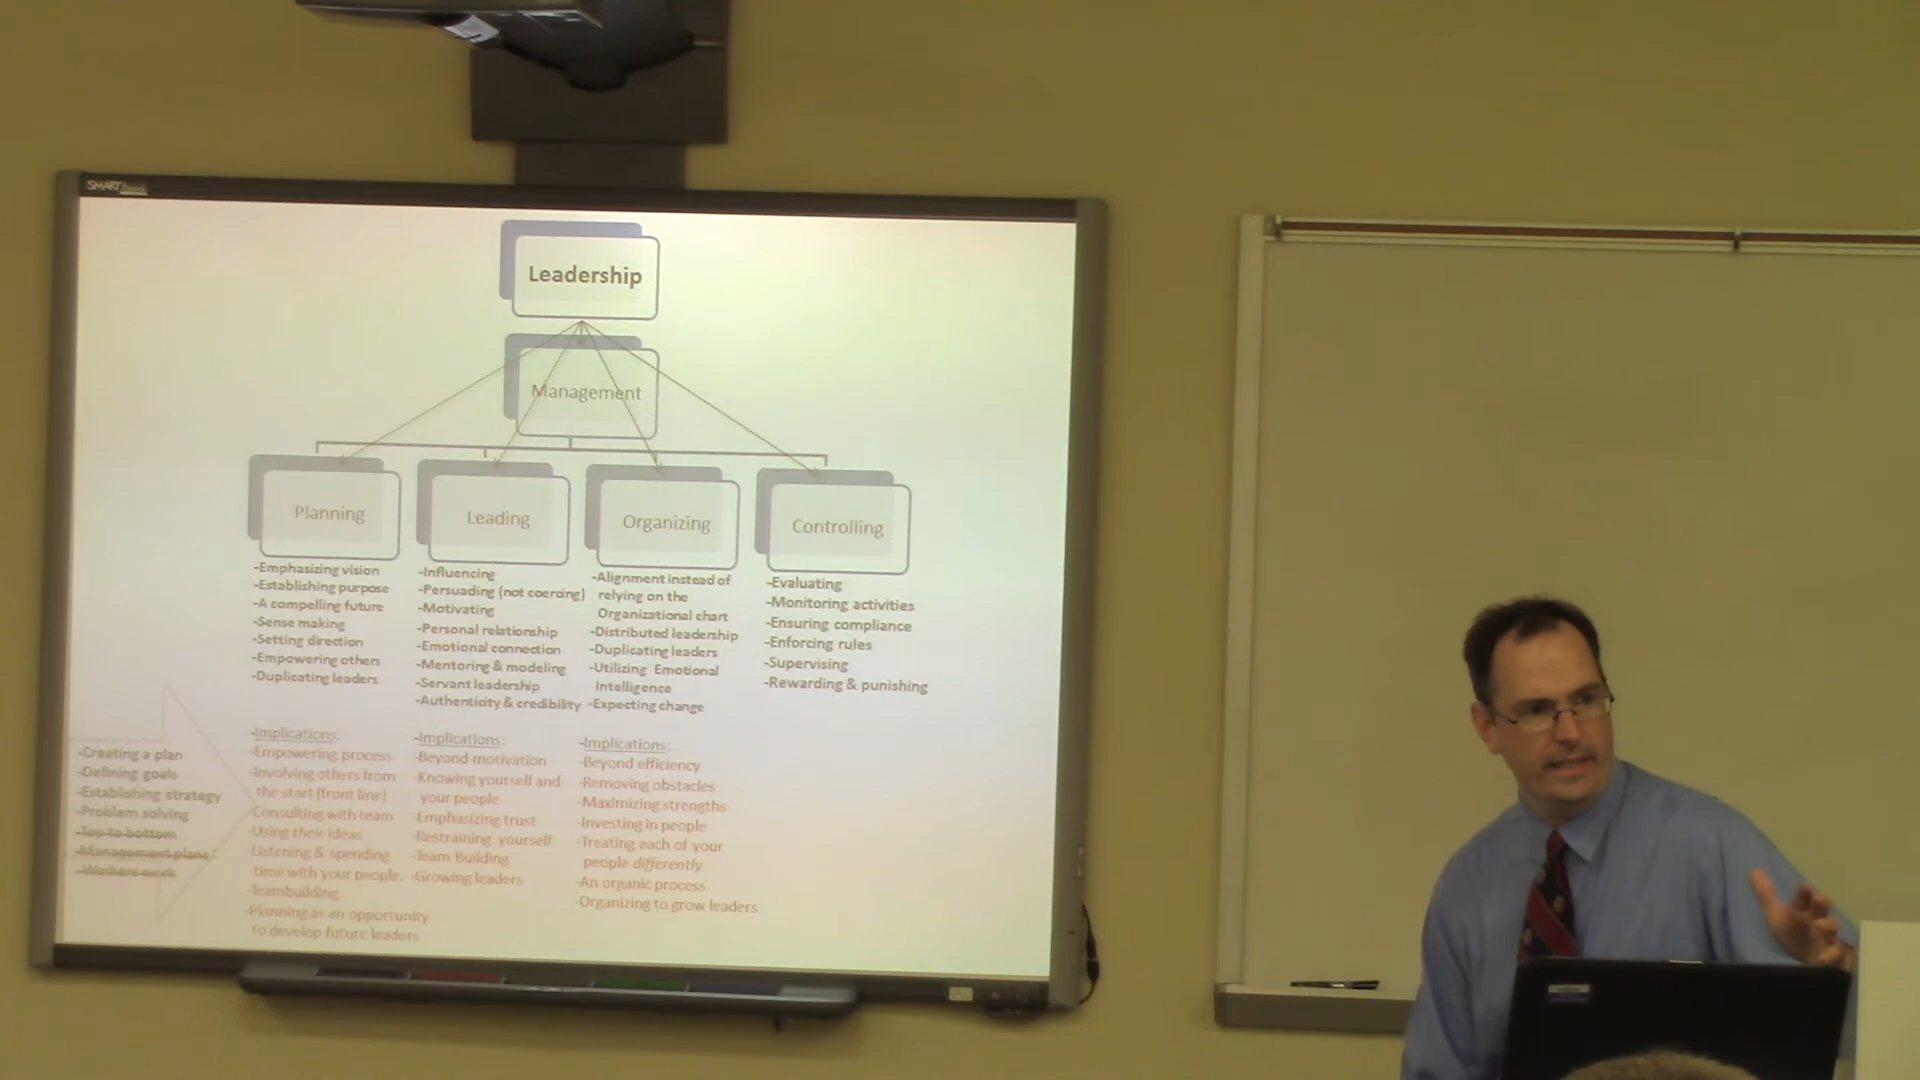 SMART Board
Leadership
Management
Planning
Leading
Organizing
Controlling
-Emphasizing vision
-Establishing purpose
-A compelling future
-Sense making
-Setting direction
-Empowering others
-Duplicating leaders
-Influencing
-Persuading (not coercing)
-Motivating
-Personal relationship
-Emotional connection
-Mentoring & modeling
-Servant leadership
-Authenticity & credibility
-Alignment instead of
relying on the
Organizational chart
-Distributed leadership
-Duplicating leaders
-Utilizing Emotional
Intelligence
-Expecting change
-Evaluating
-Monitoring activities
-Ensuring compliance
-Enforcing rules
-Supervising
-Rewarding & punishing
-Creating a plan
-Defining goals
-Establishing strategy
-Problem solving
-Top to bottom
-Management plans
-Workers work
-Implications:
-Empowering process
-Involving others from
the start (front line)
-Consulting with team
-Using their ideas
-Listening & spending
time with your people.
-Teambuilding
-Planning as an opportunity
to develop future leaders
-Implications:
-Beyond motivation
-Knowing yourself and
your people
-Emphasizing trust
-Restraining yourself
-Team Building
-Growing leaders
-Implications:
-Beyond efficiency
-Removing obstacles
-Maximizing strengths
-Investing in people
-Treating each of your
people differently
-An organic process
-Organizing to grow leaders